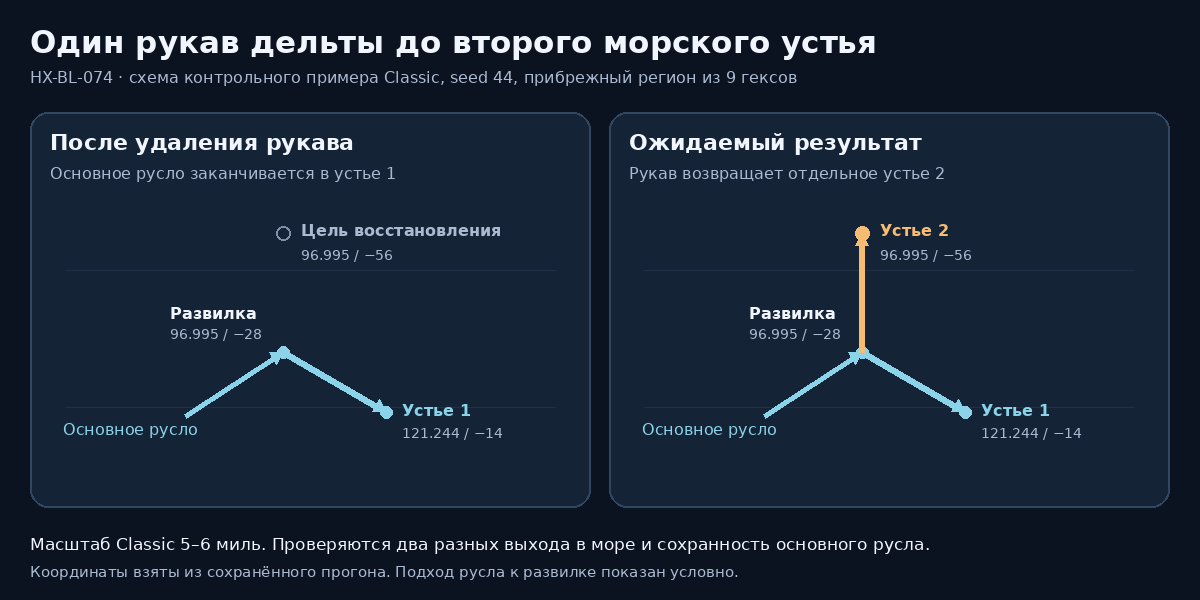 Один рукав дельты до второго морского устья
HX-BL-074 · схема контрольного примера Classic, seed 44, прибрежный регион из 9 гексов
После удаления рукава
Основное русло заканчивается в устье 1
Цель восстановления
96.995 / −56
Развилка
96.995 / −28
Устье 1
121.244 / −14
Основное русло
Ожидаемый результат
Рукав возвращает отдельное устье 2
Устье 2
96.995 / −56
Развилка
96.995 / −28
Устье 1
121.244 / −14
Основное русло
Масштаб Classic 5–6 миль. Проверяются два разных выхода в море и сохранность основного русла.
Координаты взяты из сохранённого прогона. Подход русла к развилке показан условно.